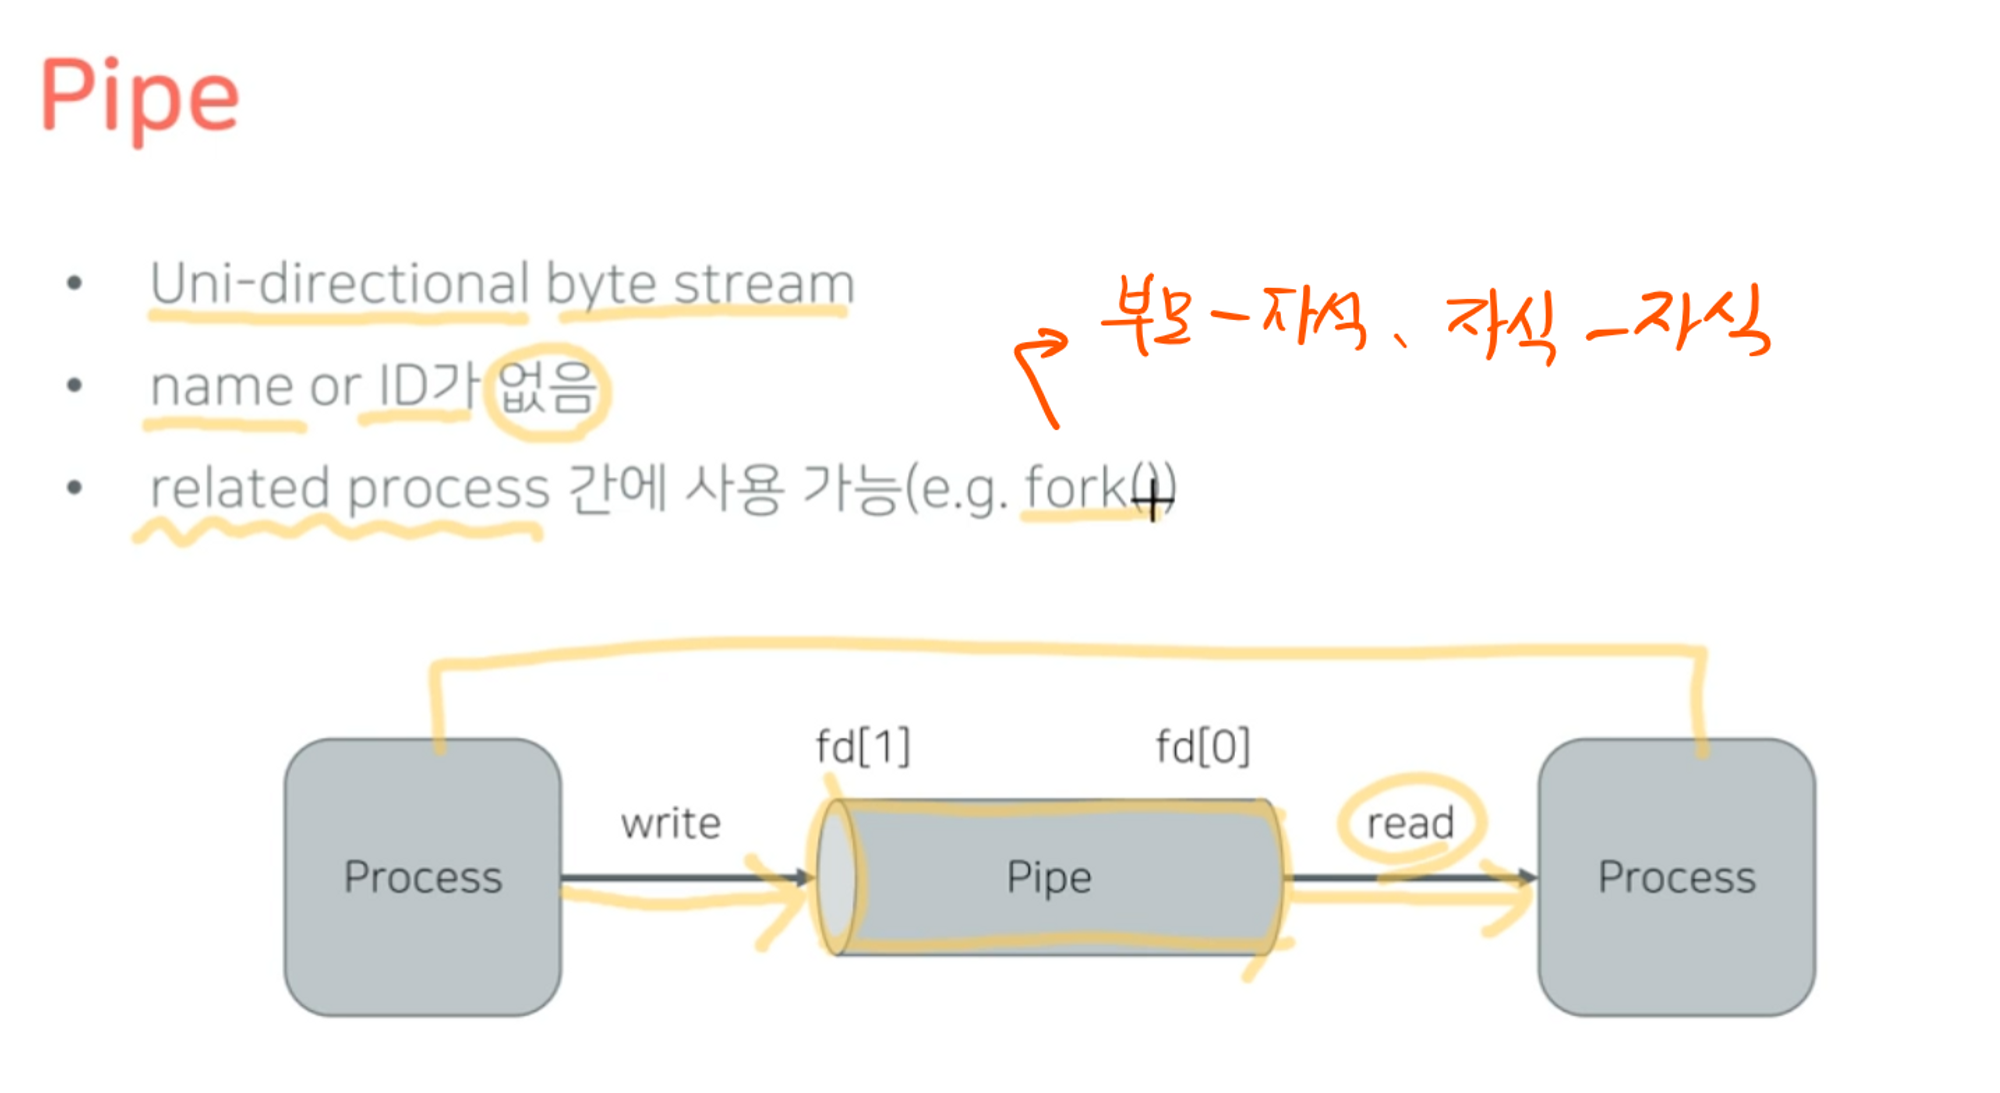 Pipe
• Uni-directional byte stream
부모-자식、자식-자식
• name or ID가 없음
• related process 간에 사용 가능(e.g. fork())
fd[1] fd[0]
write read
Process Pipe Process